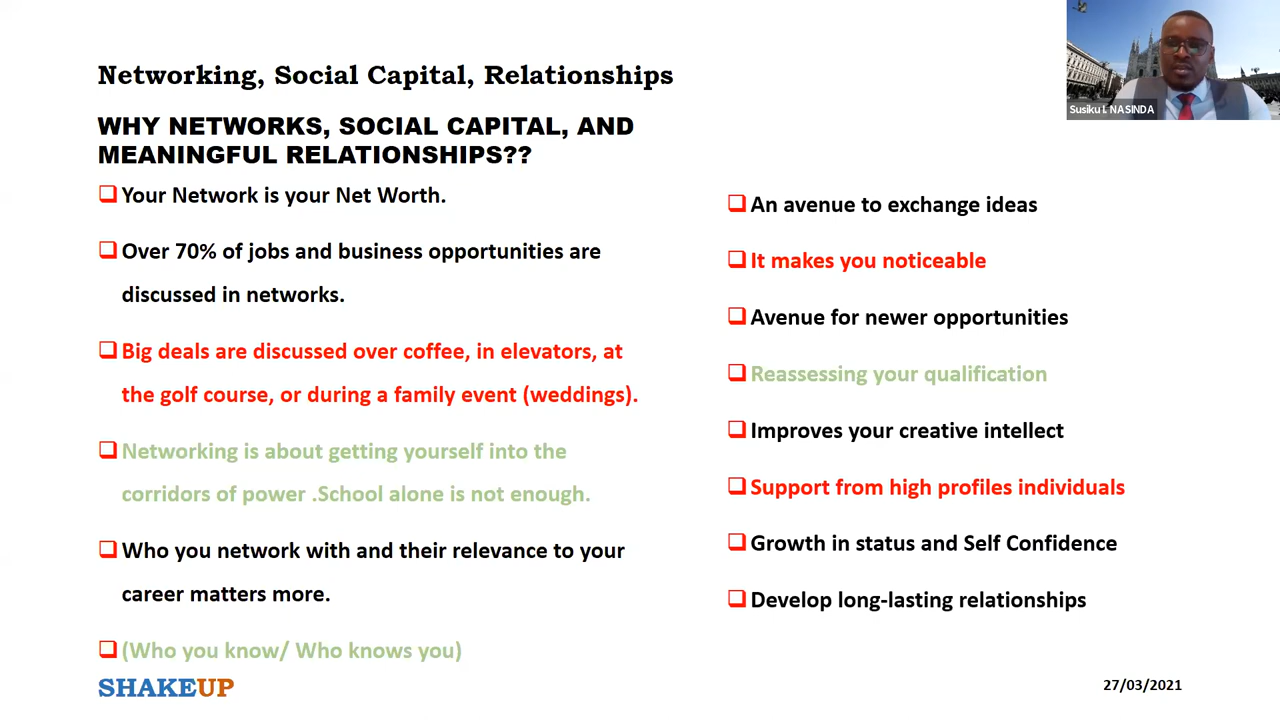 Networking, Social Capital, Relationships
WHY NETWORKS, SOCIAL CAPITAL, AND
MEANINGFUL RELATIONSHIPS??
Your Network is your Net Worth.
Over 70% of jobs and business opportunities are
discussed in networks.
Big deals are discussed over coffee, in elevators, at
the golf course, or during a family event (weddings).
Networking is about getting yourself into the
corridors of power .School alone is not enough.
Who you network with and their relevance to your
career matters more.
(Who you know/ Who knows you)
An avenue to exchange ideas
It makes you noticeable
Avenue for newer opportunities
Reassessing your qualification
Improves your creative intellect
Support from high profiles individuals
Growth in status and Self Confidence
Develop long-lasting relationships
SHAKEUP
27/03/2021
Susiku I. NASINDA